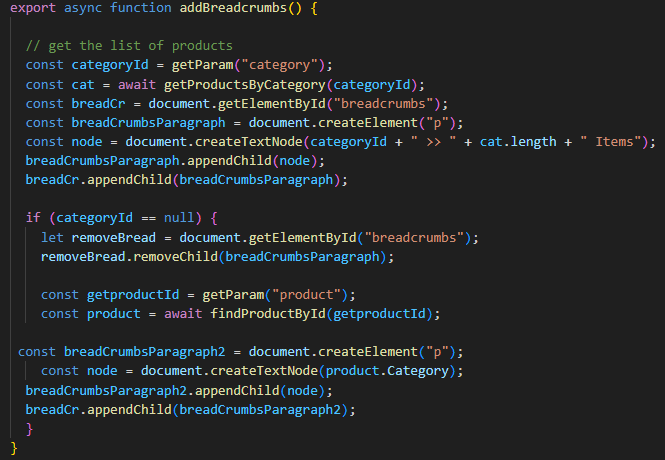 export async function addBreadcrumbs() {
// get the list of products
const categoryId = getParam("category");
const cat = await getProductsByCategory(categoryId);
const breadCr = document.getElementById("breadcrumbs");
const breadCrumbsParagraph = document.createElement("p");
const node = document.createTextNode(categoryId + " >> " + cat.length + " Items");
breadCrumbsParagraph.appendChild(node);
breadCr.appendChild(breadCrumbsParagraph);
if (categoryId == null) {
let removeBread = document.getElementById("breadcrumbs");
removeBread.removeChild(breadCrumbsParagraph);
const getproductId = getParam("product");
const product = await findProductById(getproductId);
const breadCrumbsParagraph2 = document.createElement("p");
const node = document.createTextNode(product.Category);
breadCrumbsParagraph2.appendChild(node);
breadCr.appendChild(breadCrumbsParagraph2);
}
}